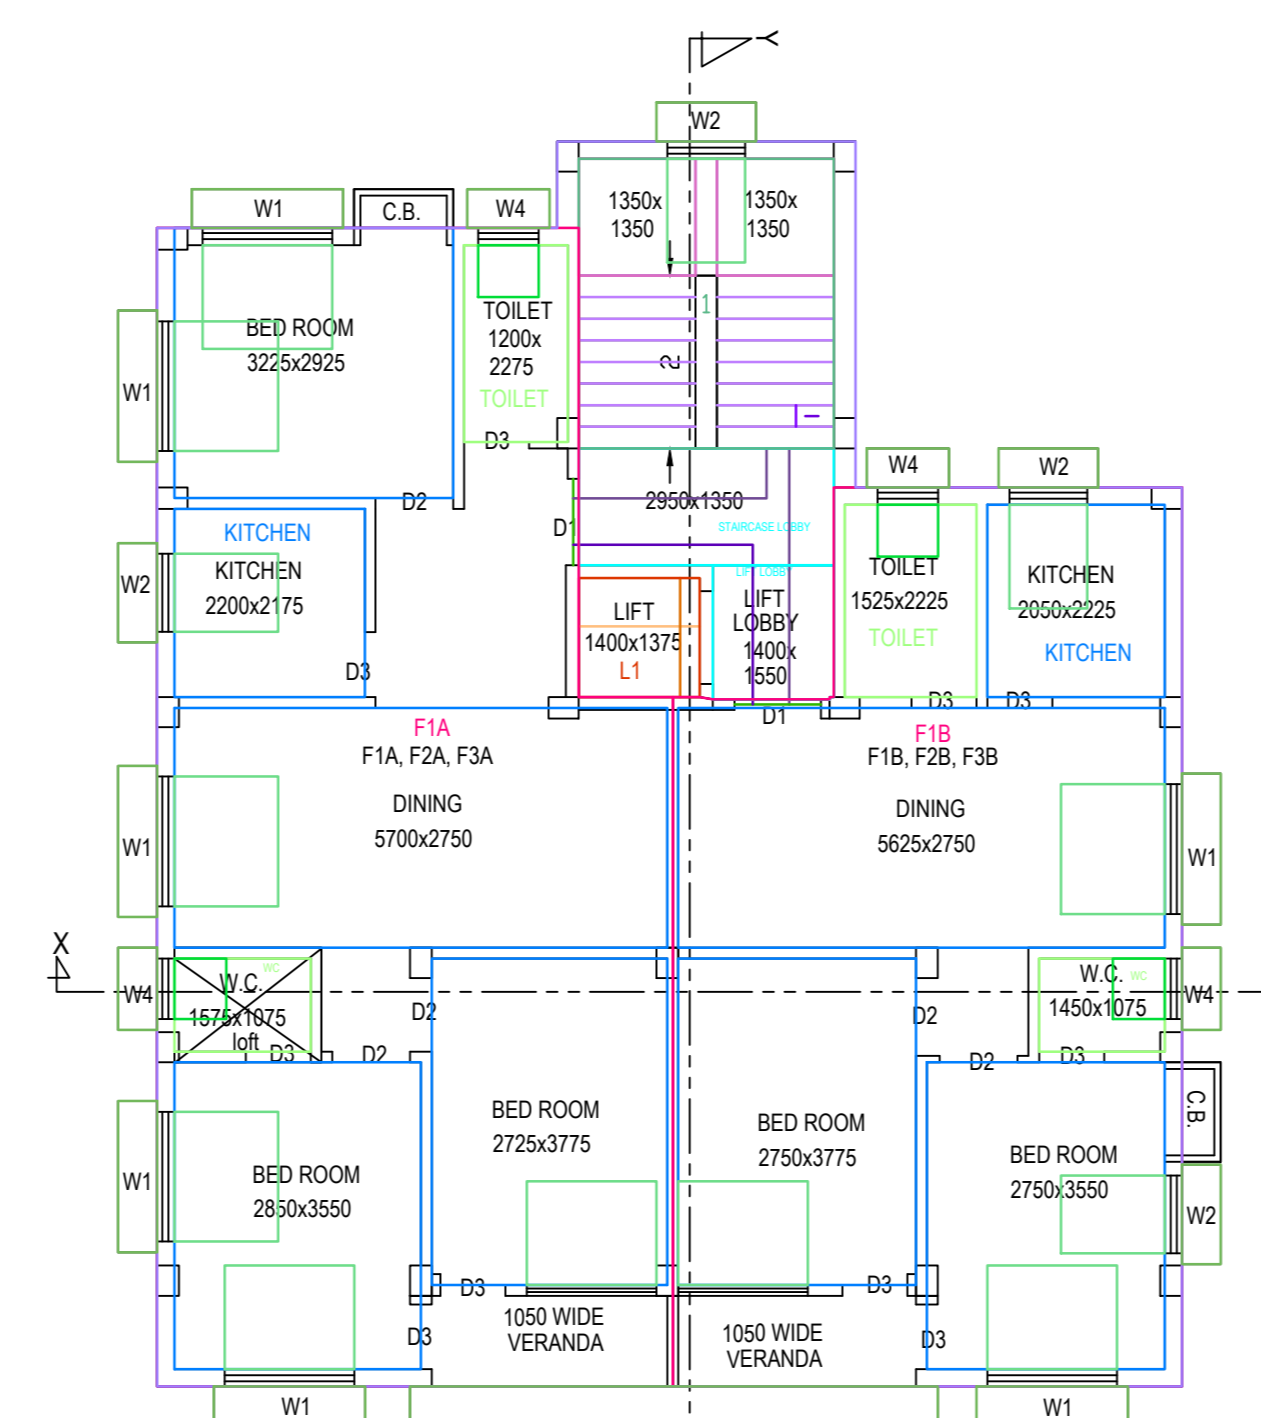 Y
W2
W1
C.B.
W4
1350x
1350
1350x
1350
TOILET
1200x
2275
TOILET
BED ROOM
3225x2925
1
2
W1
D3
1
D2
2950x1350
D1
STAIRCASE LOBBY
W4
W2
KITCHEN
KITCHEN
2200x2175
W2
LIFT LOBBY
LIFT
1400x1375
L1
LIFT
LOBBY
1400x
1550
TOILET
1525x2225
TOILET
KITCHEN
2050x2225
KITCHEN
D3
D3
D3
D1
F1A
F1A, F2A, F3A
DINING
5700x2750
F1B
F1B, F2B, F3B
DINING
5625x2750
W1
W1
X
W.C.
WC
1575x1075
loft
W4
D3
D2
D2
D2
W.C.
WC
1450x1075
W4
D2
D3
C.B.
BED ROOM
2725x3775
BED ROOM
2750x3775
BED ROOM
2850x3550
W1
BED ROOM
2750x3550
W2
D3
D3
1050 WIDE
VERANDA
1050 WIDE
VERANDA
D3
D3
W1
W1